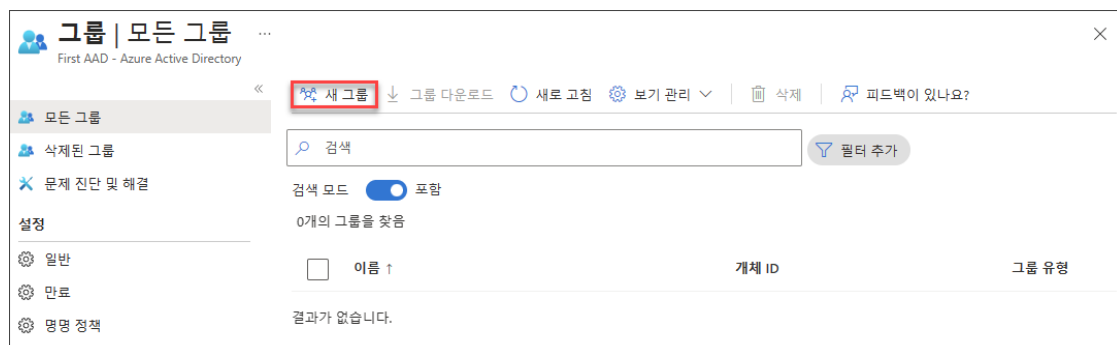 그룹 | 모든 그룹 ...
First AAD - Azure Active Directory
«
새 그룹 그룹 다운로드 새로 고침 보기 관리 삭제 피드백이 있나요?
모든 그룹
삭제된 그룹
문제 진단 및 해결
설정
일반
만료
명명 정책
검색 필터 추가
검색 모드 포함
0개의 그룹을 찾음
이름 ↑ 개체 ID 그룹 유형
결과가 없습니다.